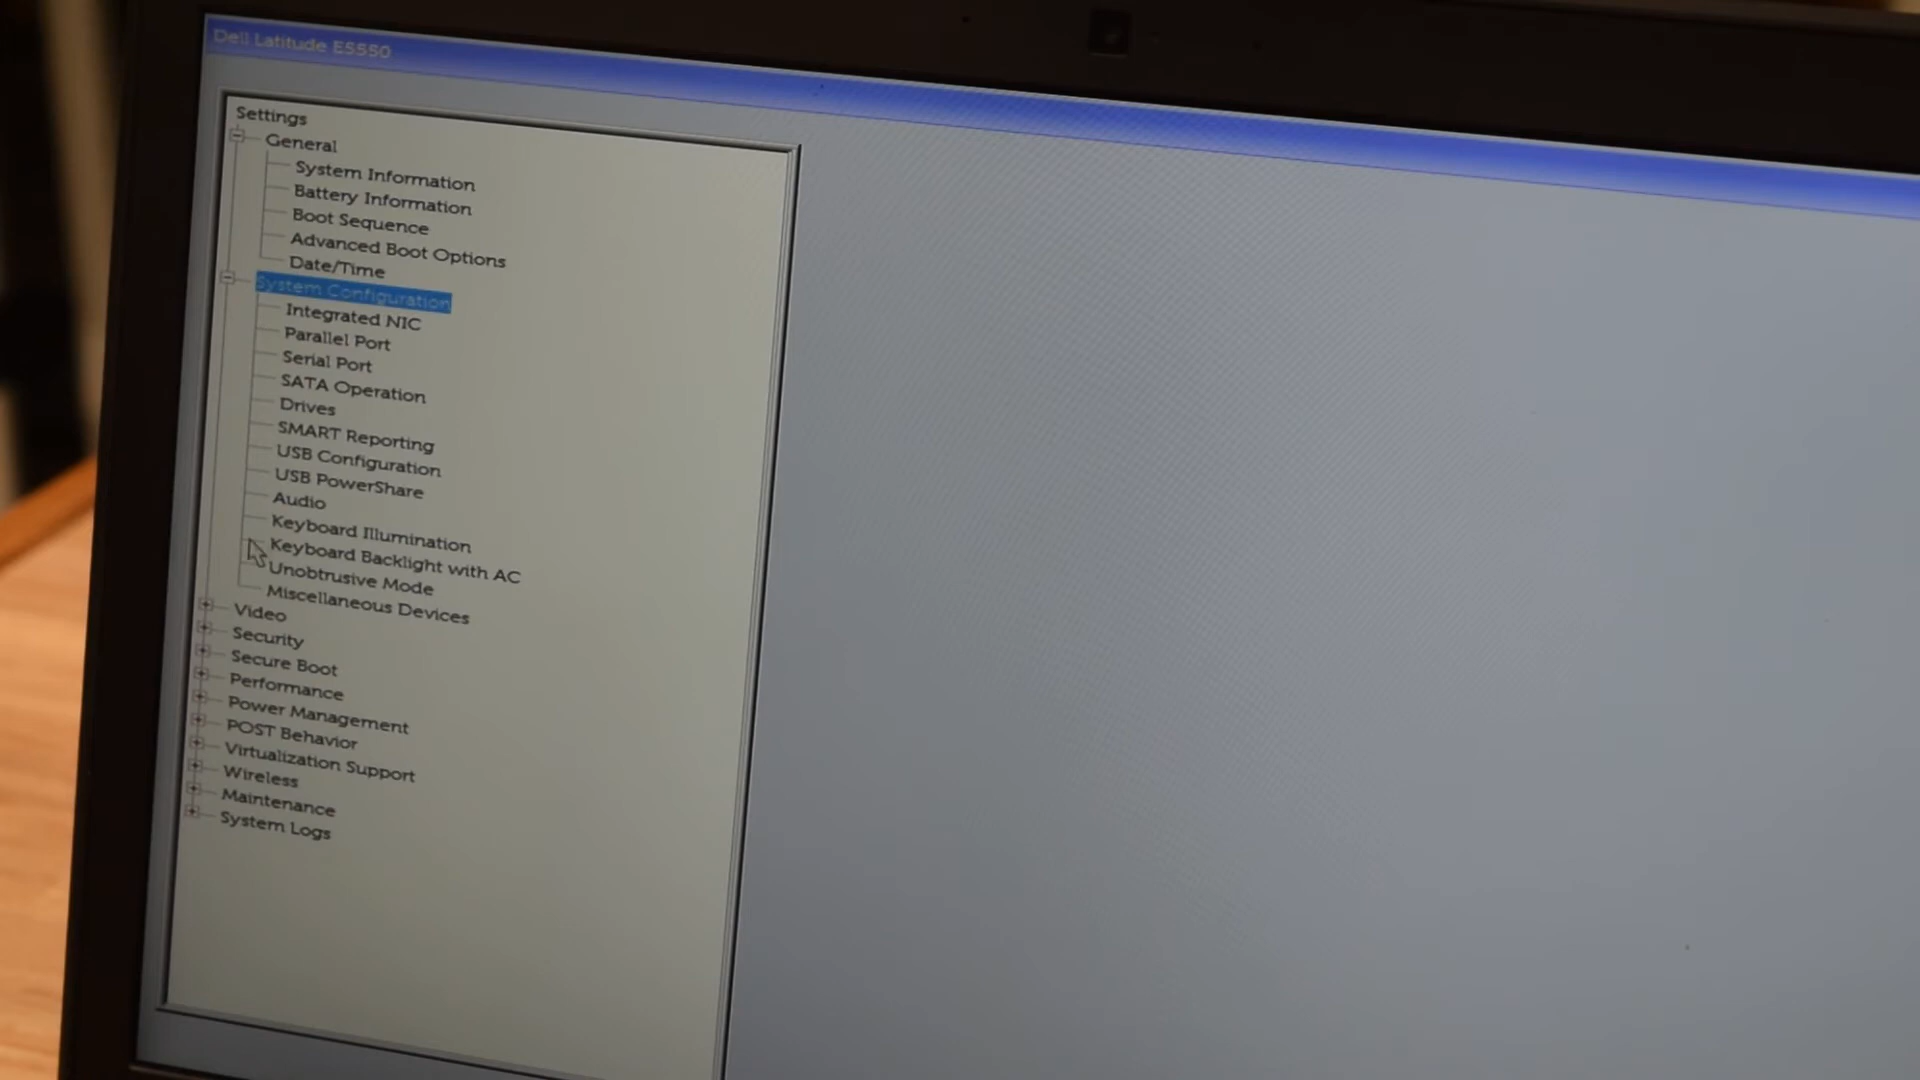 Dell Latitude E5550
Settings
General
System Information
Battery Information
Boot Sequence
Advanced Boot Options
Date/Time
System Configuration
Integrated NIC
Parallel Port
Serial Port
SATA Operation
Drives
SMART Reporting
USB Configuration
USB PowerShare
Audio
Keyboard Illumination
Keyboard Backlight with AC
Unobtrusive Mode
Miscellaneous Devices
Video
Security
Secure Boot
Performance
Power Management
POST Behavior
Virtualization Support
Wireless
Maintenance
System Logs